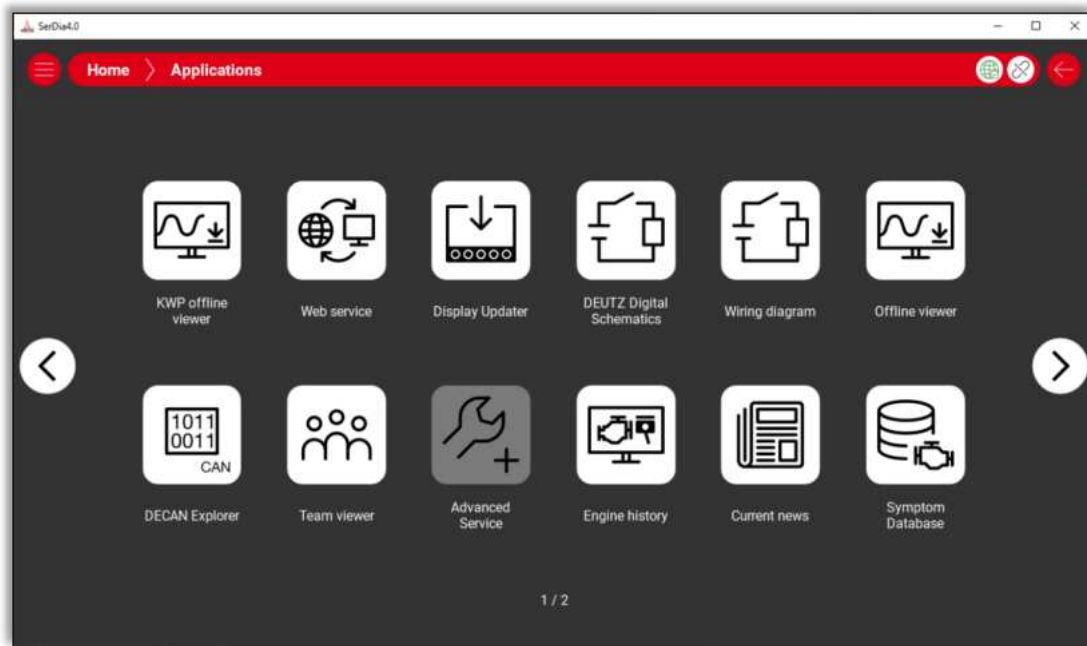 SerDia4.0
Home
Applications
KWP offline
viewer
Web service
Display Updater
DEUTZ Digital
Schematics
Wiring diagram
Offline viewer
1011
0011
CAN
DECAN Explorer
Team viewer
Advanced
Service
Engine history
Current news
Symptom
Database
1 / 2